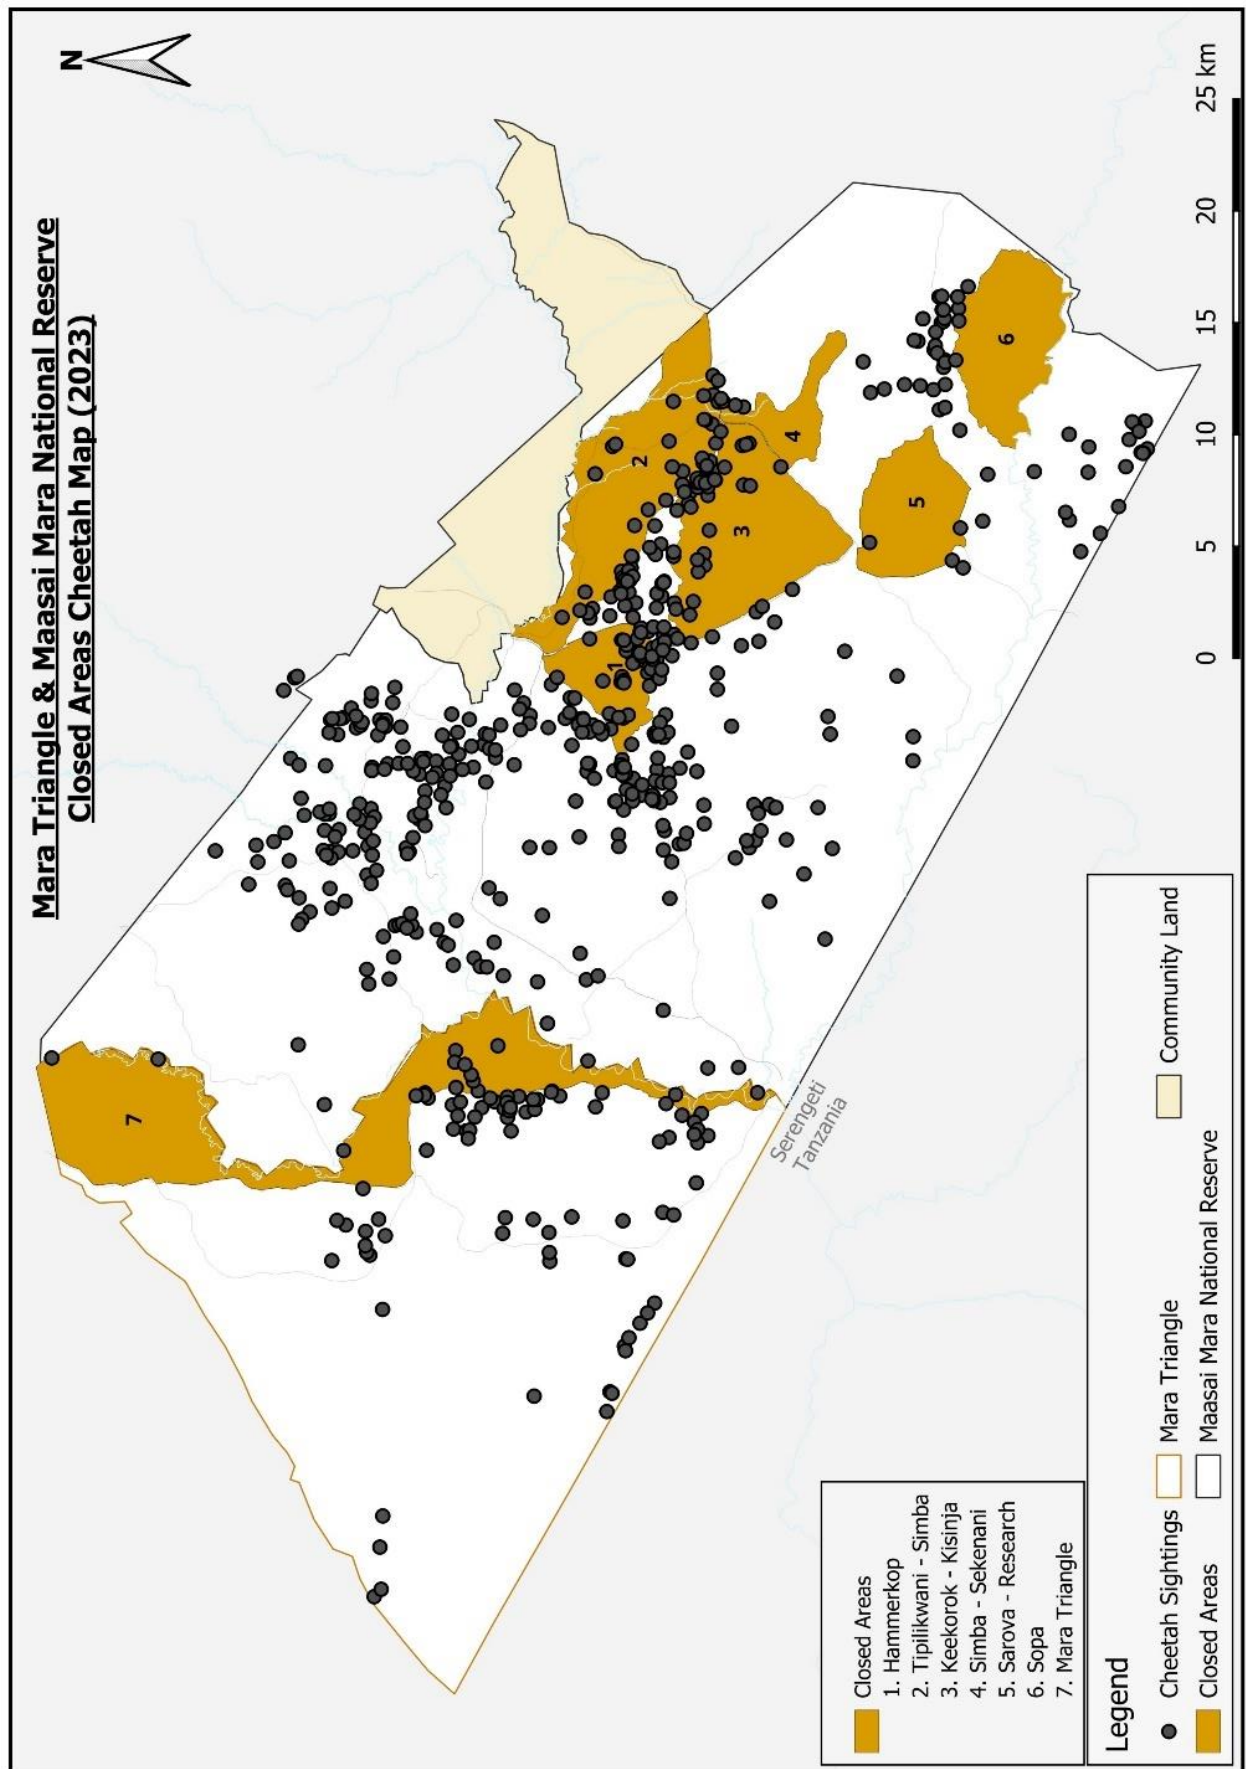 Mara Triangle & Maasai Mara National Reserve
Closed Areas Cheetah Map (2023)
N
7
2
1
3
4
5
6
Serengeti
Tanzania
Closed Areas
1. Hammerkop
2. Tipilikwani - Simba
3. Keekorok - Kisinja
4. Simba - Sekenani
5. Sarova - Research
6. Sopa
7. Mara Triangle
Legend
Cheetah Sightings
Mara Triangle
Community Land
Closed Areas
Maasai Mara National Reserve
0 5 10 15 20 25 km